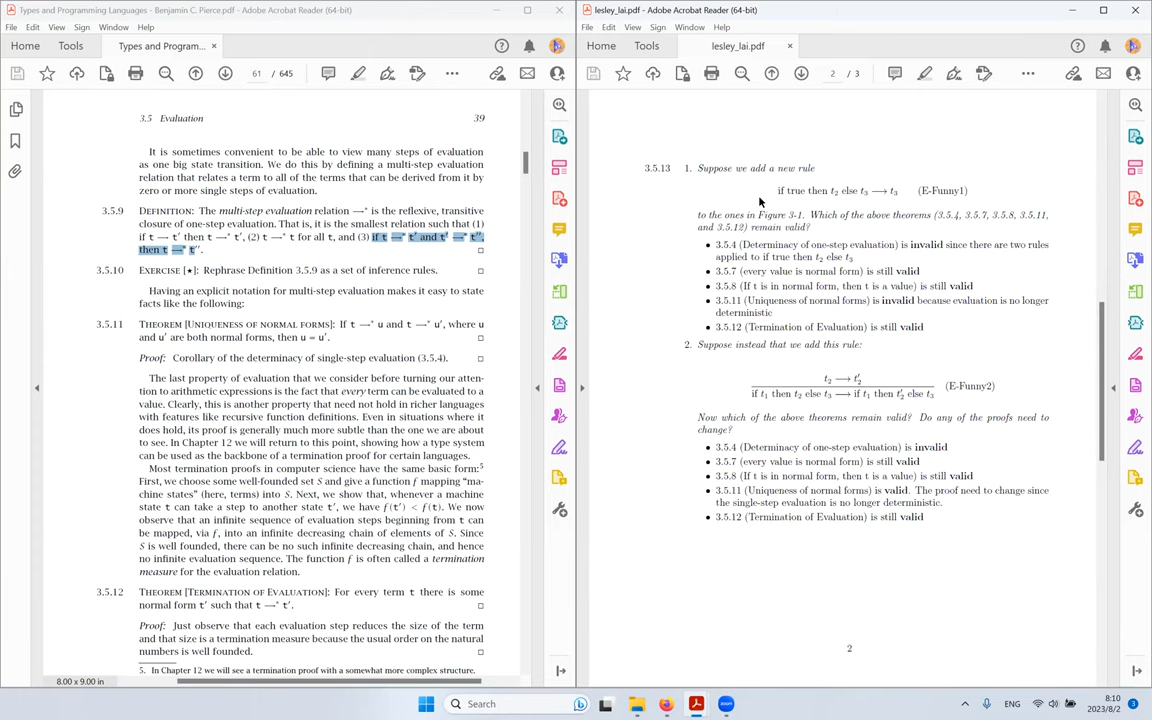 Types and Programming Languages - Benjamin C. Pierce.pdf - Adobe Acrobat Reader (64-bit)
File Edit View Sign Window Help
Home Tools Types and Program... ×
61 / 645
3.5 Evaluation 39
It is sometimes convenient to be able to view many steps of evaluation
as one big state transition. We do this by defining a multi-step evaluation
relation that relates a term to all of the terms that can be derived from it by
zero or more single steps of evaluation.
3.5.9 DEFINITION: The multi-step evaluation relation →* is the reflexive, transitive
closure of one-step evaluation. That is, it is the smallest relation such that (1)
if t → t′ then t →* t′, (2) t →* t for all t, and (3) if t →* t′ and t′ →* t″,
then t →* t″. □
3.5.10 EXERCISE [★]: Rephrase Definition 3.5.9 as a set of inference rules. □
Having an explicit notation for multi-step evaluation makes it easy to state
facts like the following:
3.5.11 THEOREM [UNIQUENESS OF NORMAL FORMS]: If t →* u and t →* u′, where u
and u′ are both normal forms, then u = u′. □
Proof: Corollary of the determinacy of single-step evaluation (3.5.4). □
The last property of evaluation that we consider before turning our atten-
tion to arithmetic expressions is the fact that every term can be evaluated to a
value. Clearly, this is another property that need not hold in richer languages
with features like recursive function definitions. Even in situations where it
does hold, its proof is generally much more subtle than the one we are about
to see. In Chapter 12 we will return to this point, showing how a type system
can be used as the backbone of a termination proof for certain languages.
Most termination proofs in computer science have the same basic form:5
First, we choose some well-founded set S and give a function f mapping “ma-
chine states” (here, terms) into S. Next, we show that, whenever a machine
state t can take a step to another state t′, we have f(t′) < f(t). We now
observe that an infinite sequence of evaluation steps beginning from t can
be mapped, via f, into an infinite decreasing chain of elements of S. Since
S is well founded, there can be no such infinite decreasing chain, and hence
no infinite evaluation sequence. The function f is often called a termination
measure for the evaluation relation.
3.5.12 THEOREM [TERMINATION OF EVALUATION]: For every term t there is some
normal form t′ such that t →* t′. □
Proof: Just observe that each evaluation step reduces the size of the term
and that size is a termination measure because the usual order on the natural
numbers is well founded. □
5. In Chapter 12 we will see a termination proof with a somewhat more complex structure.
8.00 x 9.00 in
lesley_lai.pdf - Adobe Acrobat Reader (64-bit)
File Edit View Sign Window Help
Home Tools lesley_lai.pdf ×
2 / 3
3.5.13 1. Suppose we add a new rule
if true then t2 else t3 ⟶ t3 (E-Funny1)
to the ones in Figure 3-1. Which of the above theorems (3.5.4, 3.5.7, 3.5.8, 3.5.11,
and 3.5.12) remain valid?
• 3.5.4 (Determinacy of one-step evaluation) is invalid since there are two rules
applied to if true then t2 else t3
• 3.5.7 (every value is normal form) is still valid
• 3.5.8 (If t is in normal form, then t is a value) is still valid
• 3.5.11 (Uniqueness of normal forms) is invalid because evaluation is no longer
deterministic
• 3.5.12 (Termination of Evaluation) is still valid
2. Suppose instead that we add this rule:
t2 ⟶ t′2
if t1 then t2 else t3 ⟶ if t1 then t′2 else t3 (E-Funny2)
Now which of the above theorems remain valid? Do any of the proofs need to
change?
• 3.5.4 (Determinacy of one-step evaluation) is invalid
• 3.5.7 (every value is normal form) is still valid
• 3.5.8 (If t is in normal form, then t is a value) is still valid
• 3.5.11 (Uniqueness of normal forms) is valid. The proof need to change since
the single-step evaluation is no longer deterministic.
• 3.5.12 (Termination of Evaluation) is still valid
2
Search
zoom
ENG
8:10
2023/8/2
3